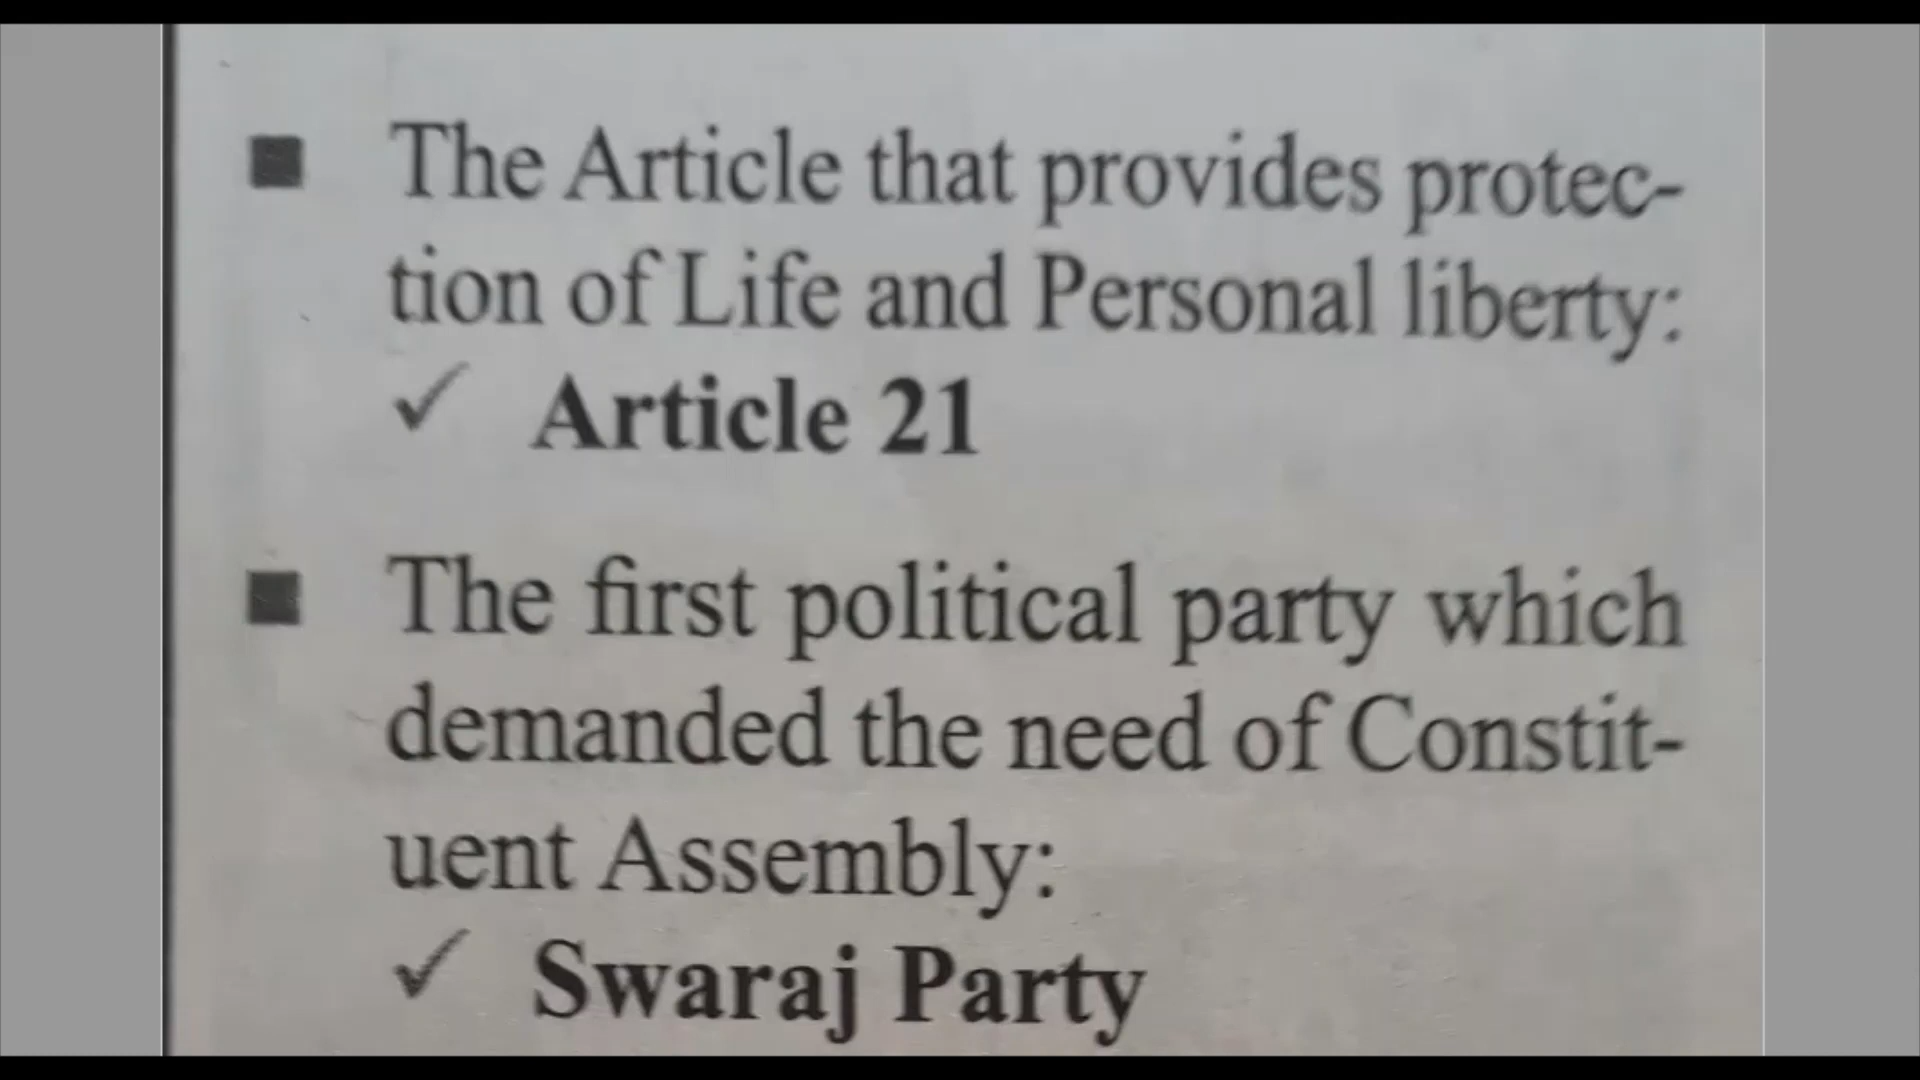 ■ The Article that provides protec-
tion of Life and Personal liberty:
✓ Article 21
■ The first political party which
demanded the need of Constit-
uent Assembly:
✓ Swaraj Party